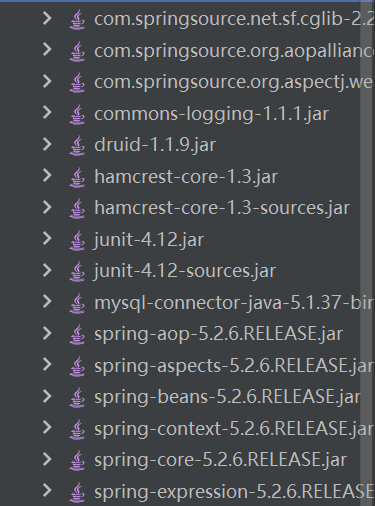 com.springsource.net.sf.cglib-2.2
com.springsource.org.aopallianc
com.springsource.org.aspectj.we
commons-logging-1.1.1.jar
druid-1.1.9.jar
hamcrest-core-1.3.jar
hamcrest-core-1.3-sources.jar
junit-4.12.jar
junit-4.12-sources.jar
mysql-connector-java-5.1.37-bin
spring-aop-5.2.6.RELEASE.jar
spring-aspects-5.2.6.RELEASE.jar
spring-beans-5.2.6.RELEASE.jar
spring-context-5.2.6.RELEASE.jar
spring-core-5.2.6.RELEASE.jar
spring-expression-5.2.6.RELEASE